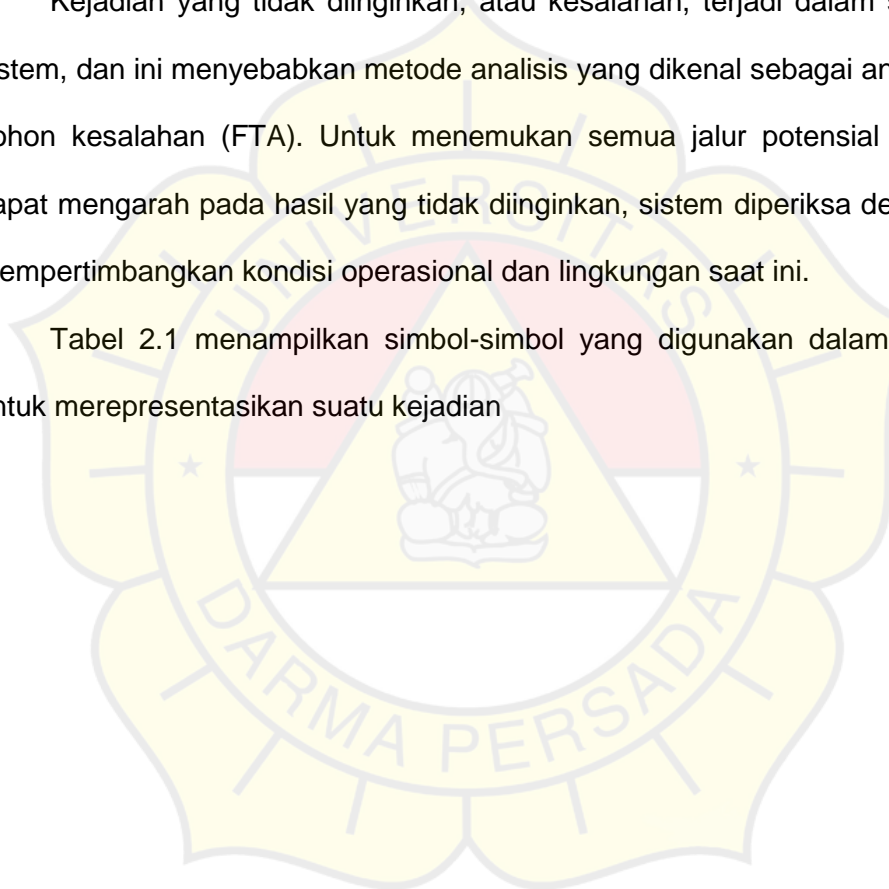 Kejadian yang tidak diinginkan, atau kesalahan, terjadi dalam
stem, dan ini menyebabkan metode analisis yang dikenal sebagai an
ohon kesalahan (FTA). Untuk menemukan semua jalur potensial
apat mengarah pada hasil yang tidak diinginkan, sistem diperiksa de
empertimbangkan kondisi operasional dan lingkungan saat ini.
Tabel 2.1 menampilkan simbol-simbol yang digunakan dalam
ntuk merepresentasikan suatu kejadian
UNIVERSITAS
DARMA PERSADA